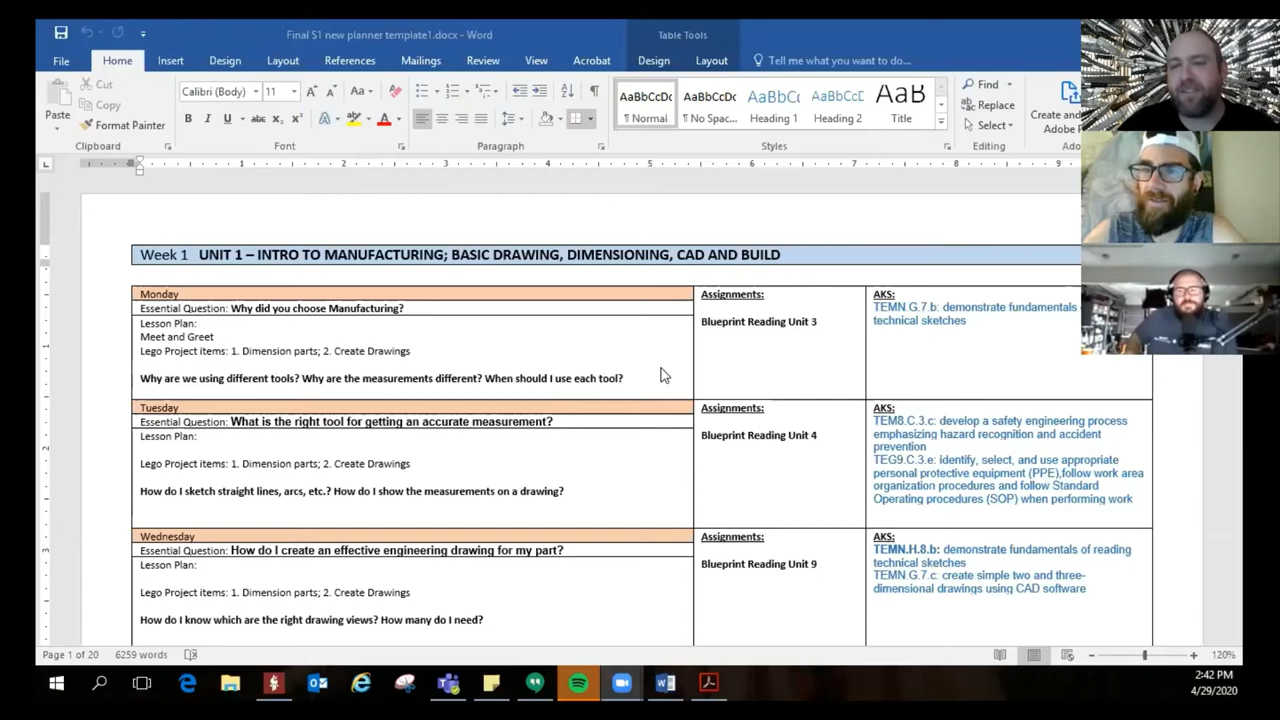 Final S1 new planner template1.docx - Word
Table Tools
File Home Insert Design Layout References Mailings Review View Acrobat Design Layout Tell me what you want to do...
Cut
Copy
Format Painter
Paste
Clipboard
Calibri (Body) 11
Font
Paragraph
AaBbCcDc AaBbCcDc AaBbCc AaBbCcD AaB
¶ Normal ¶ No Spac... Heading 1 Heading 2 Title
Styles
Find
Replace
Select
Editing
Create and
Adobe
1 2 3 4 5 6 7 8 9
Week 1 UNIT 1 – INTRO TO MANUFACTURING; BASIC DRAWING, DIMENSIONING, CAD AND BUILD
Monday
Essential Question: Why did you choose Manufacturing?
Lesson Plan:
Meet and Greet
Lego Project items: 1. Dimension parts; 2. Create Drawings
Why are we using different tools? Why are the measurements different? When should I use each tool?
Assignments:
Blueprint Reading Unit 3
AKS:
TEMN.G.7.b: demonstrate fundamentals
technical sketches
Tuesday
Essential Question: What is the right tool for getting an accurate measurement?
Lesson Plan:
Lego Project items: 1. Dimension parts; 2. Create Drawings
How do I sketch straight lines, arcs, etc.? How do I show the measurements on a drawing?
Assignments:
Blueprint Reading Unit 4
AKS:
TEM8.C.3.c: develop a safety engineering process
emphasizing hazard recognition and accident
prevention
TEG9.C.3.e: identify, select, and use appropriate
personal protective equipment (PPE),follow work area
organization procedures and follow Standard
Operating procedures (SOP) when performing work
Wednesday
Essential Question: How do I create an effective engineering drawing for my part?
Lesson Plan:
Lego Project items: 1. Dimension parts; 2. Create Drawings
How do I know which are the right drawing views? How many do I need?
Assignments:
Blueprint Reading Unit 9
AKS:
TEMN.H.8.b: demonstrate fundamentals of reading
technical sketches
TEMN.G.7.c: create simple two and three-
dimensional drawings using CAD software
Page 1 of 20 6259 words
120%
2:42 PM
4/29/2020